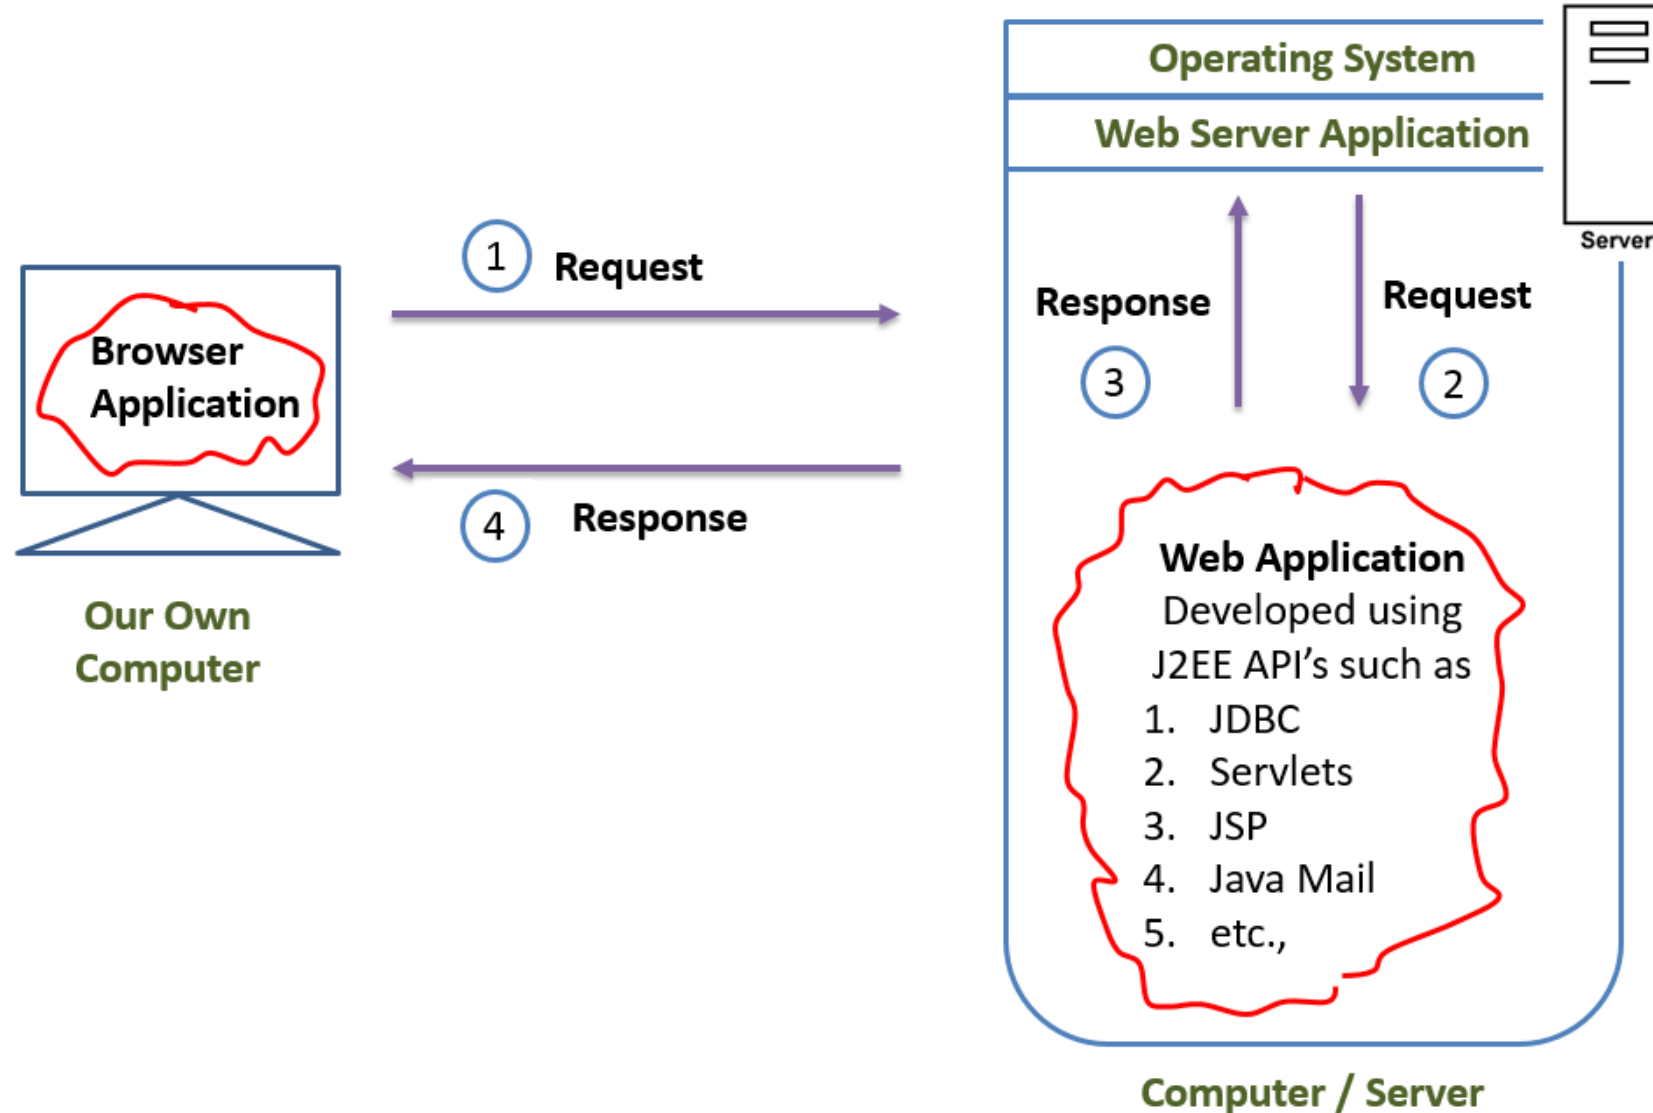 Operating System
Web Server Application
Server
1 Request
Browser
Application
4 Response
Our Own
Computer
Response
3
Request
2
Web Application
Developed using
J2EE API's such as
1. JDBC
2. Servlets
3. JSP
4. Java Mail
5. etc.,
Computer / Server